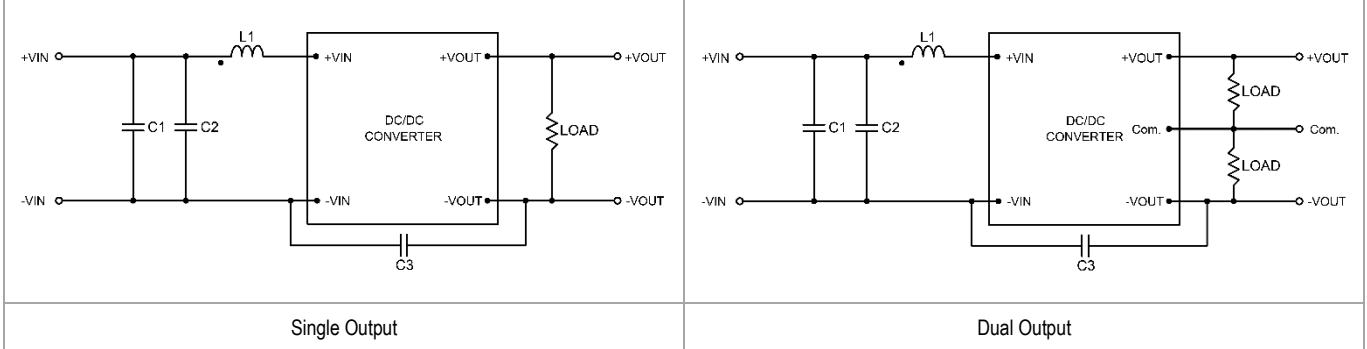 L1
+VIN
+VIN
+VOUT
+VOUT
C1
C2
DC/DC
CONVERTER
LOAD
-VIN
-VIN
-VOUT
-VOUT
C3
Single Output
L1
+VIN
+VIN
+VOUT
+VOUT
LOAD
C1
C2
DC/DC
CONVERTER
Com.
Com.
LOAD
-VIN
-VIN
-VOUT
-VOUT
C3
Dual Output